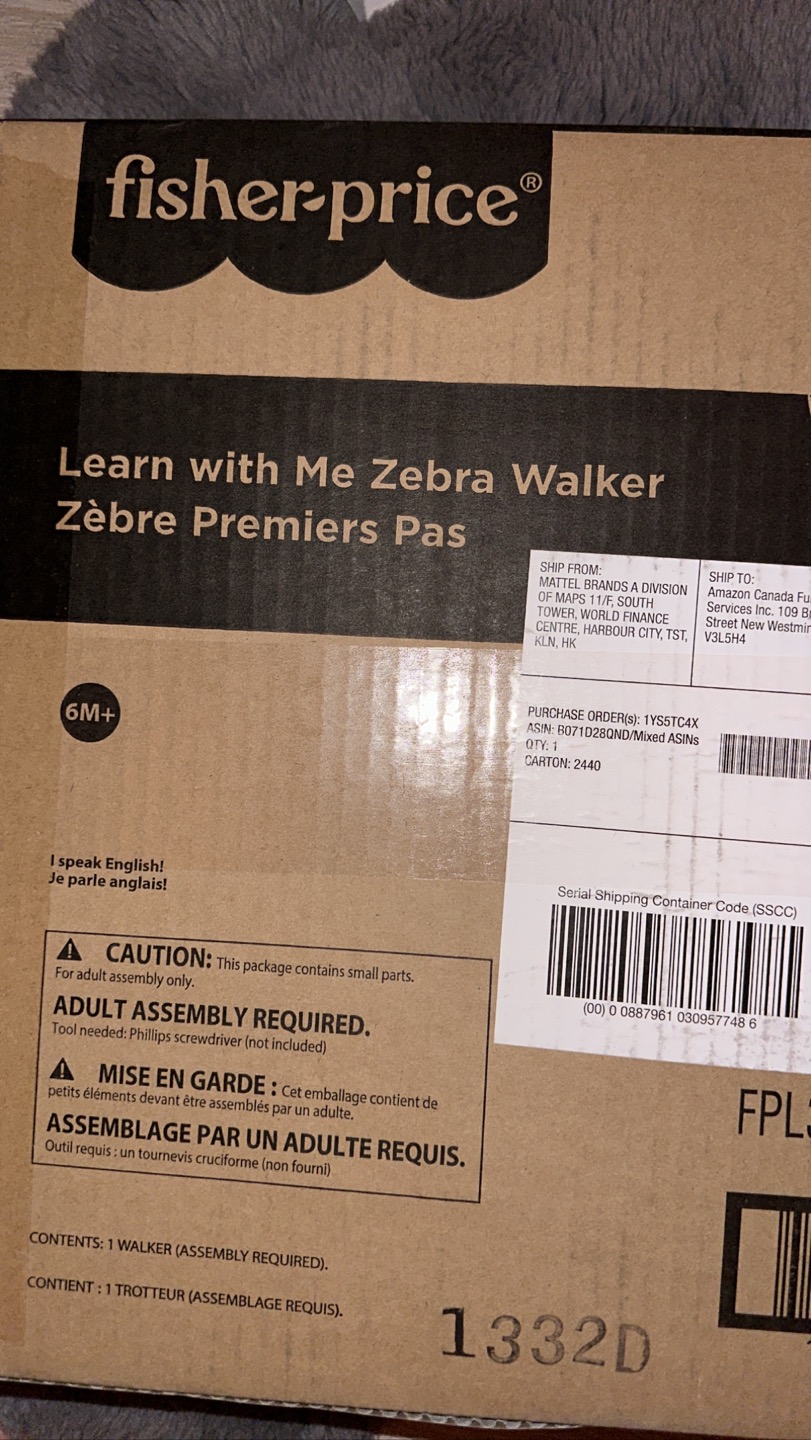 fisher-price®
Learn with Me Zebra Walker
Zèbre Premiers Pas
SHIP FROM:
MATTEL BRANDS A DIVISION
OF MAPS 11/F, SOUTH
TOWER, WORLD FINANCE
CENTRE, HARBOUR CITY, TST,
KLN, HK
SHIP TO:
Amazon Canada Fu
Services Inc. 109 B
Street New Westmin
V3L5H4
6M+
PURCHASE ORDER(s): 1YS5TC4X
ASIN: B071D28QND/Mixed ASINs
QTY: 1
CARTON: 2440
I speak English!
Je parle anglais!
Serial Shipping Container Code (SSCC)
(00) 0 0887961 030957748 6
CAUTION: This package contains small parts.
For adult assembly only.
ADULT ASSEMBLY REQUIRED.
Tool needed: Phillips screwdriver (not included)
MISE EN GARDE : Cet emballage contient de
petits éléments devant être assemblés par un adulte.
ASSEMBLAGE PAR UN ADULTE REQUIS.
Outil requis : un tournevis cruciforme (non fourni)
FPL
CONTENTS: 1 WALKER (ASSEMBLY REQUIRED).
CONTIENT : 1 TROTTEUR (ASSEMBLAGE REQUIS).
1332D